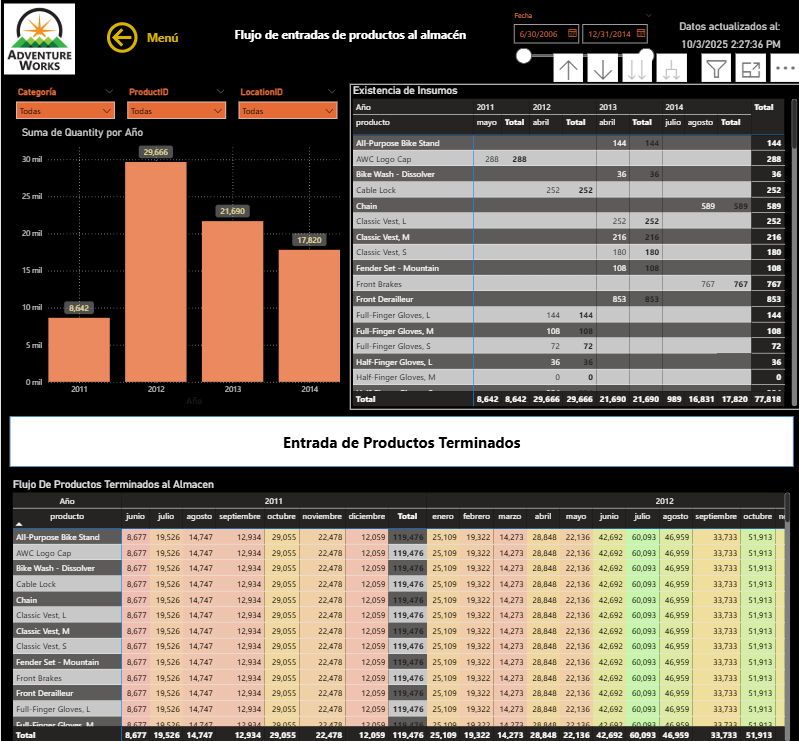 ADVENTURE
WORKS
Menú
Flujo de entradas de productos al almacén
Fecha
6/30/2006 12/31/2014
Datos actualizados al:
10/3/2025 2:27:36 PM
Categoría ProductID LocationID
Todas Todas Todas
Suma de Quantity por Año
30 mil
25 mil
20 mil
15 mil
10 mil
5 mil
0 mil
8,642 29,666 21,690 17,820
2011 2012 2013 2014
Año
Existencia de Insumos
Año 2011 2012 2013 2014 Total
producto mayo Total abril Total abril Total julio agosto Total
All-Purpose Bike Stand 144 144 144
AWC Logo Cap 288 288 288
Bike Wash - Dissolver 36 36 36
Cable Lock 252 252 252
Chain 589 589 589
Classic Vest, L 252 252 252
Classic Vest, M 216 216 216
Classic Vest, S 180 180 180
Fender Set - Mountain 108 108 108
Front Brakes 767 767 767
Front Derailleur 853 853 853
Full-Finger Gloves, L 144 144 144
Full-Finger Gloves, M 108 108 108
Full-Finger Gloves, S 72 72 72
Half-Finger Gloves, L 36 36 36
Half-Finger Gloves, M 0 0 0
Total 8,642 8,642 29,666 29,666 21,690 21,690 989 16,831 17,820 77,818
Entrada de Productos Terminados
Flujo De Productos Terminados al Almacen
Año 2011 2012
producto junio julio agosto septiembre octubre noviembre diciembre Total enero febrero marzo abril mayo junio julio agosto septiembre octubre
All-Purpose Bike Stand 8,677 19,526 14,747 12,934 29,055 22,478 12,059 119,476 25,109 19,322 14,273 28,848 22,136 42,692 60,093 46,959 33,733 51,913
AWC Logo Cap 8,677 19,526 14,747 12,934 29,055 22,478 12,059 119,476 25,109 19,322 14,273 28,848 22,136 42,692 60,093 46,959 33,733 51,913
Bike Wash - Dissolver 8,677 19,526 14,747 12,934 29,055 22,478 12,059 119,476 25,109 19,322 14,273 28,848 22,136 42,692 60,093 46,959 33,733 51,913
Cable Lock 8,677 19,526 14,747 12,934 29,055 22,478 12,059 119,476 25,109 19,322 14,273 28,848 22,136 42,692 60,093 46,959 33,733 51,913
Chain 8,677 19,526 14,747 12,934 29,055 22,478 12,059 119,476 25,109 19,322 14,273 28,848 22,136 42,692 60,093 46,959 33,733 51,913
Classic Vest, L 8,677 19,526 14,747 12,934 29,055 22,478 12,059 119,476 25,109 19,322 14,273 28,848 22,136 42,692 60,093 46,959 33,733 51,913
Classic Vest, M 8,677 19,526 14,747 12,934 29,055 22,478 12,059 119,476 25,109 19,322 14,273 28,848 22,136 42,692 60,093 46,959 33,733 51,913
Classic Vest, S 8,677 19,526 14,747 12,934 29,055 22,478 12,059 119,476 25,109 19,322 14,273 28,848 22,136 42,692 60,093 46,959 33,733 51,913
Fender Set - Mountain 8,677 19,526 14,747 12,934 29,055 22,478 12,059 119,476 25,109 19,322 14,273 28,848 22,136 42,692 60,093 46,959 33,733 51,913
Front Brakes 8,677 19,526 14,747 12,934 29,055 22,478 12,059 119,476 25,109 19,322 14,273 28,848 22,136 42,692 60,093 46,959 33,733 51,913
Front Derailleur 8,677 19,526 14,747 12,934 29,055 22,478 12,059 119,476 25,109 19,322 14,273 28,848 22,136 42,692 60,093 46,959 33,733 51,913
Full-Finger Gloves, L 8,677 19,526 14,747 12,934 29,055 22,478 12,059 119,476 25,109 19,322 14,273 28,848 22,136 42,692 60,093 46,959 33,733 51,913
Full-Finger Gloves, M 8,677 19,526 14,747 12,934 29,055 22,478 12,059 119,476 25,109 19,322 14,273 28,848 22,136 42,692 60,093 46,959 33,733 51,913
Total 8,677 19,526 14,747 12,934 29,055 22,478 12,059 119,476 25,109 19,322 14,273 28,848 22,136 42,692 60,093 46,959 33,733 51,913